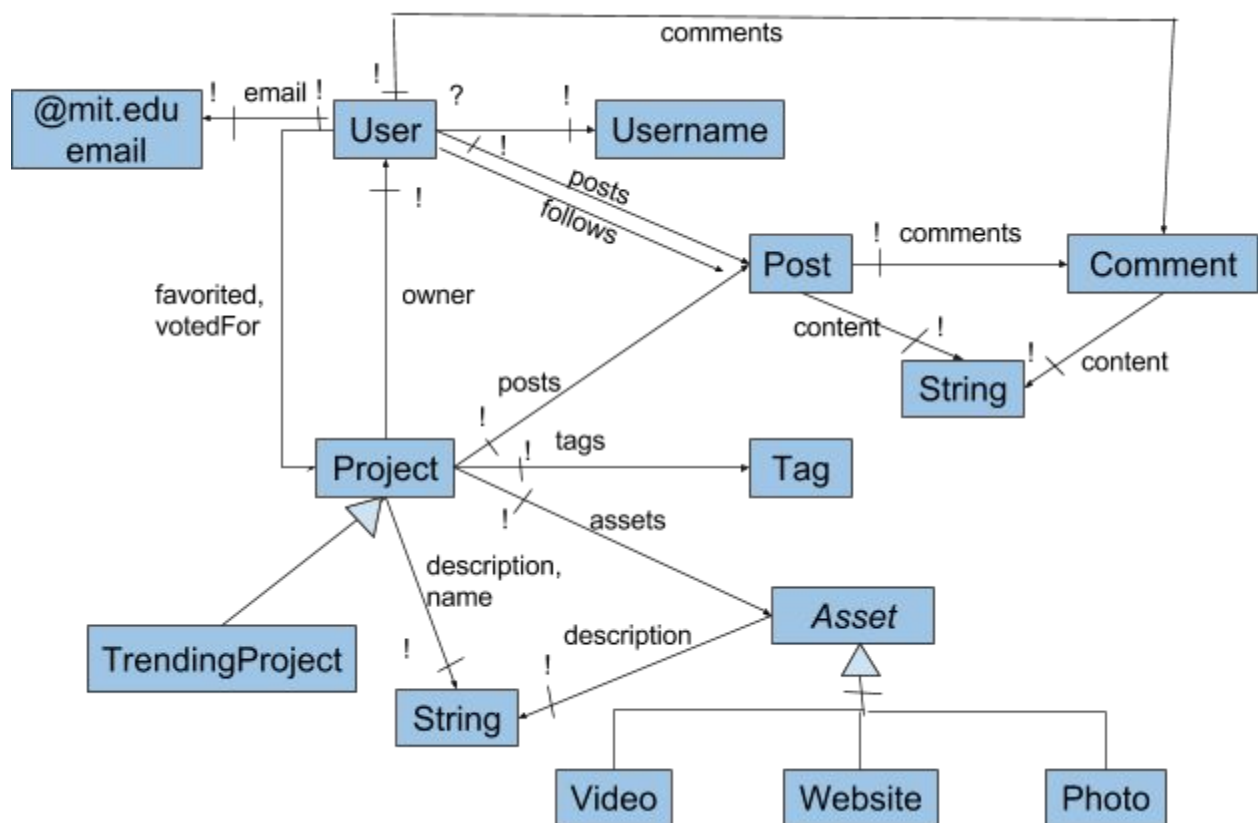 comments
!
!
email
!
?
!
@mit.edu
email
User
Username
!
!
posts
follows
!
comments
Post
Comment
favorited,
votedFor
owner
content
!
!
content
String
posts
!
!
tags
Project
Tag
!
assets
description,
name
Asset
description
TrendingProject
!
!
String
Video
Website
Photo